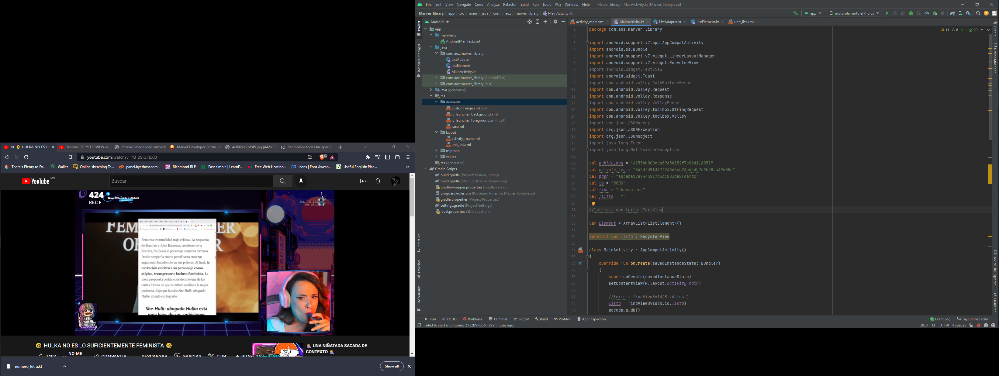 HULKA NO ES L
Tutorial RECYCLERVIEW en
Picasso image load callback
Marvel Developer Portal -
4c002ee7bf3f5.jpg (442×37
Reemplace todas las aparici
youtube.com/watch?v=fQ_d9iG1bXQ
There's Plenty to Ex...
Wallet
Online sketching Te...
panel.byethost.com...
Richmond RLP
Past simple | LearnE...
Free Web Hosting...
Icons | Font Aweso...
Useful English: Plac...
»
YouTube MX
Buscar
424
REC
JUL 19 198
PM 05:2
Pero esta eventualidad trajo críticas. La respuesta
de Stan Lee y John Buscema, creadores de la
historia, fue llevar al personaje a nuevos terrenos.
Desde romper la cuarta pared hasta crear un
argumento basado solo en sus poderes. Al final, la
narración celebró a su personaje como
atípico, transgresor e incluso feminista. La
mera propuesta podría considerarse una de las
tantas formas en que la cultura analiza a la mujer
poderosa. Algo que la serie She-Hulk: abogada
Hulka intentó sin lograrlo.
She-Hulk: abogada Hulka está
muy lejos de sus ambiciones
🤣 HULKA NO ES LO SUFICIENTEMENTE FEMINISTA 🤣
1402
NO ME
COMPARTIR
DESCARGAR
GRACIAS
CLIP
GUAR
UNA NIÑATADA SACADA DE
CONTEXTO
numero_letra.kt
Show all
File Edit View Navigate Code Analyze Refactor Build Run Tools VCS Window Help
Marver_library - MainActivity.kt [Marver_library.app]
Marver_library
app
src
main
java
com
aoz
marver_library
MainActivity.kt
app
motorola moto e(7) plus
Android
activity_main.xml
MainActivity.kt
ListAdapter.kt
ListElement.kt
unit_list.xml
Project
Resource Manager
Structure
Favorites
Build Variants
app
manifests
AndroidManifest.xml
java
com.aoz.marver_library
ListAdapter
ListElement
MainActivity.kt
com.aoz.marver_library (androidTest)
com.aoz.marver_library (test)
java (generated)
res
drawable
custom_eage.xml (v24)
ic_launcher_background.xml
ic_launcher_foreground.xml (v24)
iser.xml
layout
activity_main.xml
unit_list.xml
mipmap
values
res (generated)
Gradle Scripts
build.gradle (Project: Marver_library)
build.gradle (Module: Marver_library.app)
gradle-wrapper.properties (Gradle Version)
proguard-rules.pro (ProGuard Rules for Marver_library.app)
gradle.properties (Project Properties)
settings.gradle (Project Settings)
local.properties (SDK Location)
11 8 1 20
1 package com.aoz.marver_library
2
3 import android.support.v7.app.AppCompatActivity
4 import android.os.Bundle
5 import android.support.v7.widget.LinearLayoutManager
6 import android.support.v7.widget.RecyclerView
7 import android.widget.TextView
8 import android.widget.Toast
9 import com.android.volley.AuthFailureError
10 import com.android.volley.Request
11 import com.android.volley.Response
12 import com.android.volley.VolleyError
13 import com.android.volley.toolbox.StringRequest
14 import com.android.volley.toolbox.Volley
15 import org.json.JSONArray
16 import org.json.JSONException
17 import org.json.JSONObject
18 import java.lang.Error
19 import java.lang.NullPointerException
20
21 val public_key = "4153bb800cda6963d152f7c06d116851"
22 val private_key = "8453fd9f397f24663ee23ededb7d9b38da49605e"
23 val hash = "ed3ebe17a7443217d3cc803de8fda7dc"
24 val ts = "3000"
25 val tipo = "characters"
26 val filtro = ""
27
28 //lateinit var texto: TextView
29
30 var Element = ArrayList<ListElement>()
31
32 lateinit var lista : RecyclerView
33
34 class MainActivity : AppCompatActivity()
35 {
36 override fun onCreate(savedInstanceState: Bundle?)
37 {
38 super.onCreate(savedInstanceState)
39 setContentView(R.layout.activity_main)
40
41 //texto = findViewById(R.id.test)
42 lista = findViewById(R.id.lista)
43 acceda_a_db()
Gradle
Device Manager
Device File Explorer
Emulator
Run
TODO
Problems
Terminal
Logcat
Build
Profiler
App Inspection
1 Event Log
Layout Inspector
Failed to start monitoring ZY32BVR8GN (29 minutes ago)
28:31 LF UTF-8 4 spaces